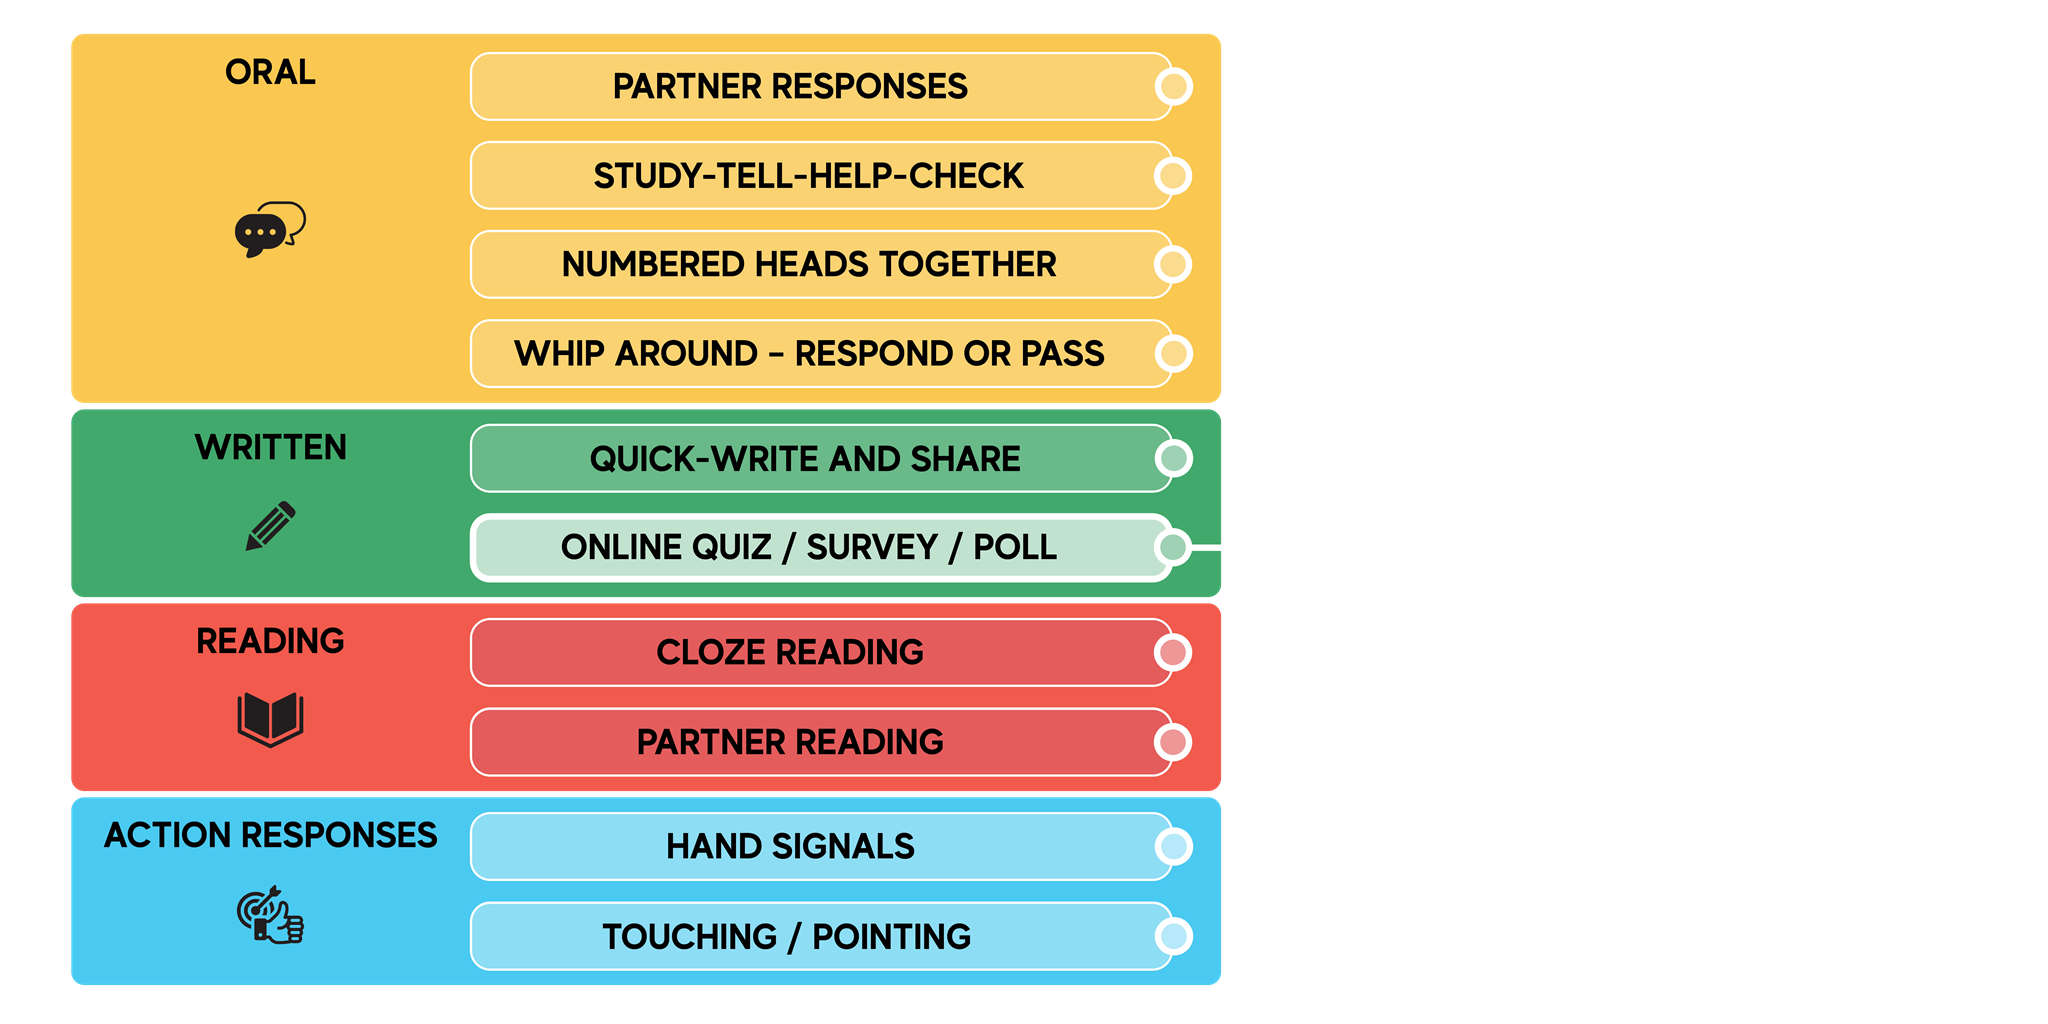 ORAL
PARTNER RESPONSES
STUDY-TELL-HELP-CHECK
NUMBERED HEADS TOGETHER
WHIP AROUND – RESPOND OR PASS
WRITTEN
QUICK-WRITE AND SHARE
ONLINE QUIZ / SURVEY / POLL
READING
CLOZE READING
PARTNER READING
ACTION RESPONSES
HAND SIGNALS
TOUCHING / POINTING